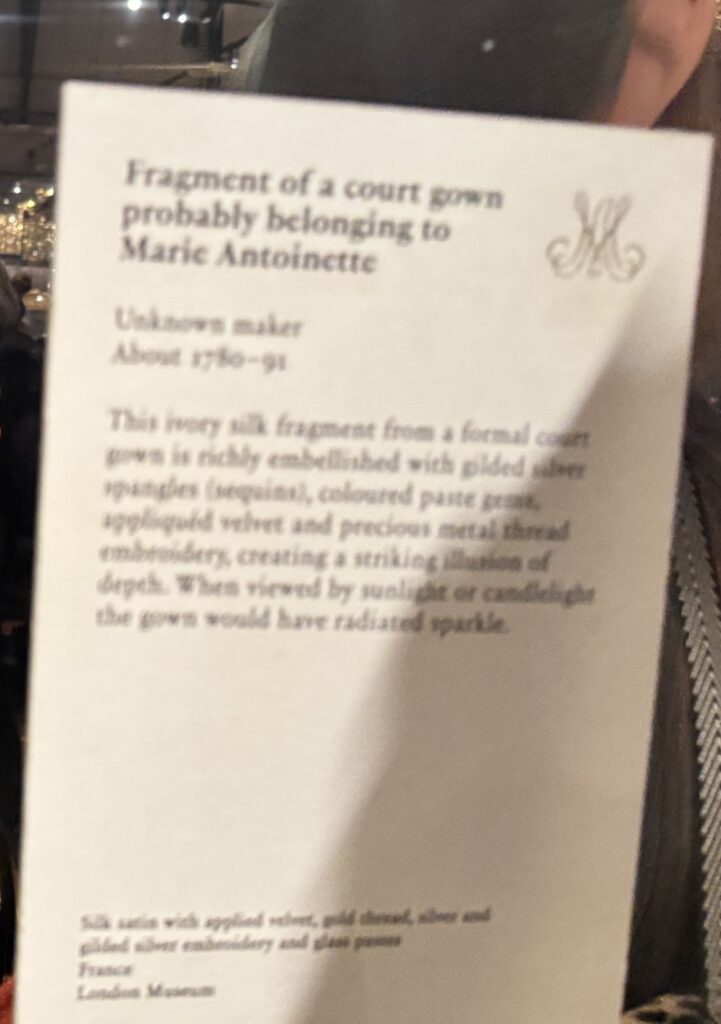 Fragment of a court gown
probably belonging to
Marie Antoinette
Unknown maker
About 1780–91
This ivory silk fragment from a formal court
gown is richly embellished with gilded silver
spangles (sequins), coloured paste gems,
appliquéd velvet and precious metal thread
embroidery, creating a striking illusion of
depth. When viewed by sunlight or candlelight
the gown would have radiated sparkle.
Silk satin with applied velvet, gold thread, silver and
gilded silver embroidery and glass pastes
France
London Museum